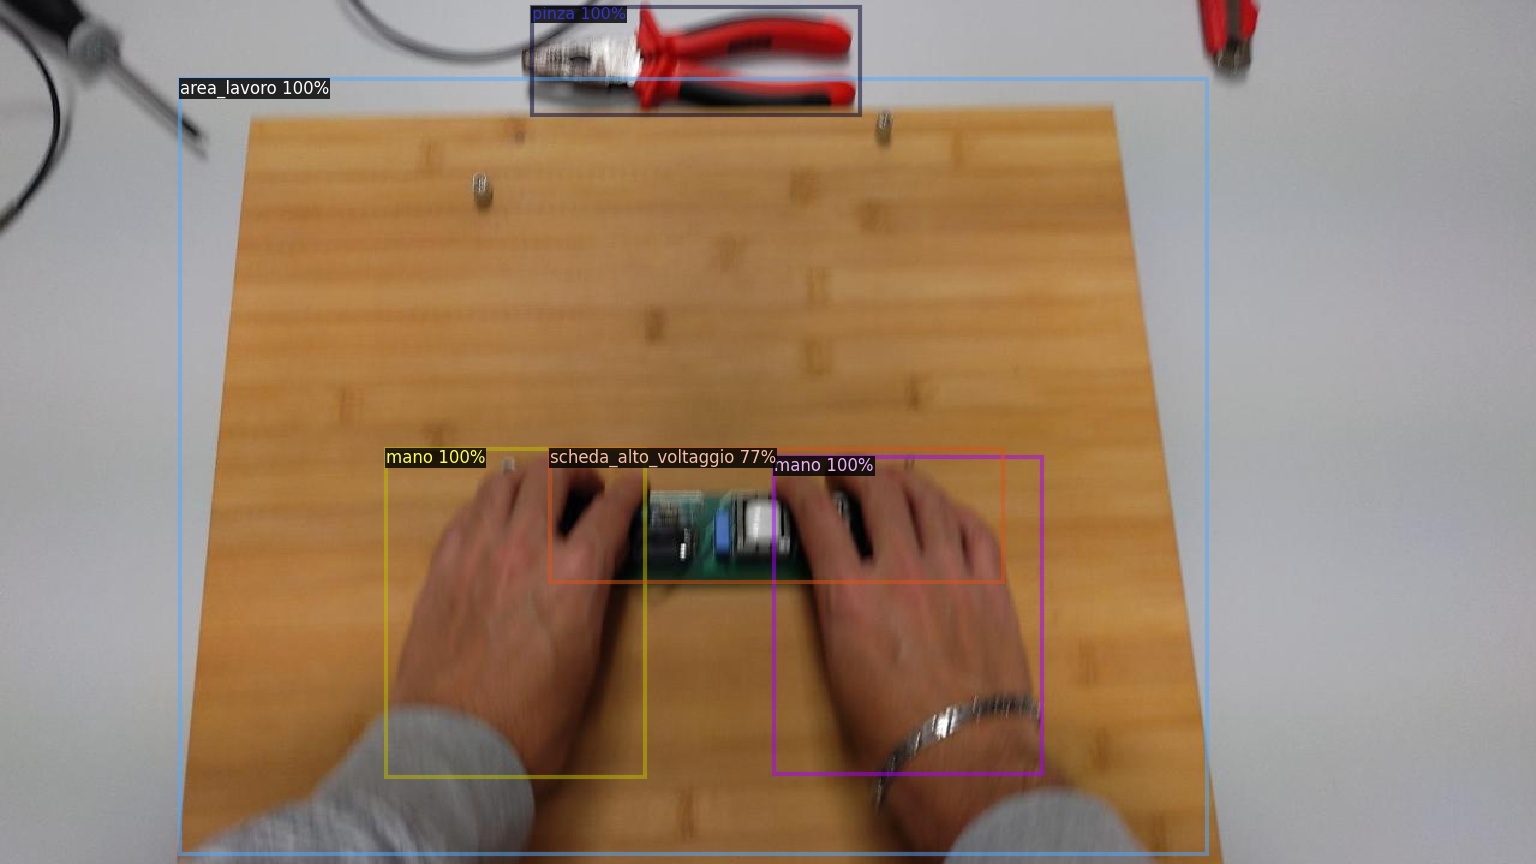 pinza 100%
area_lavoro 100%
mano 100%
scheda_alto_voltaggio 77%
mano 100%